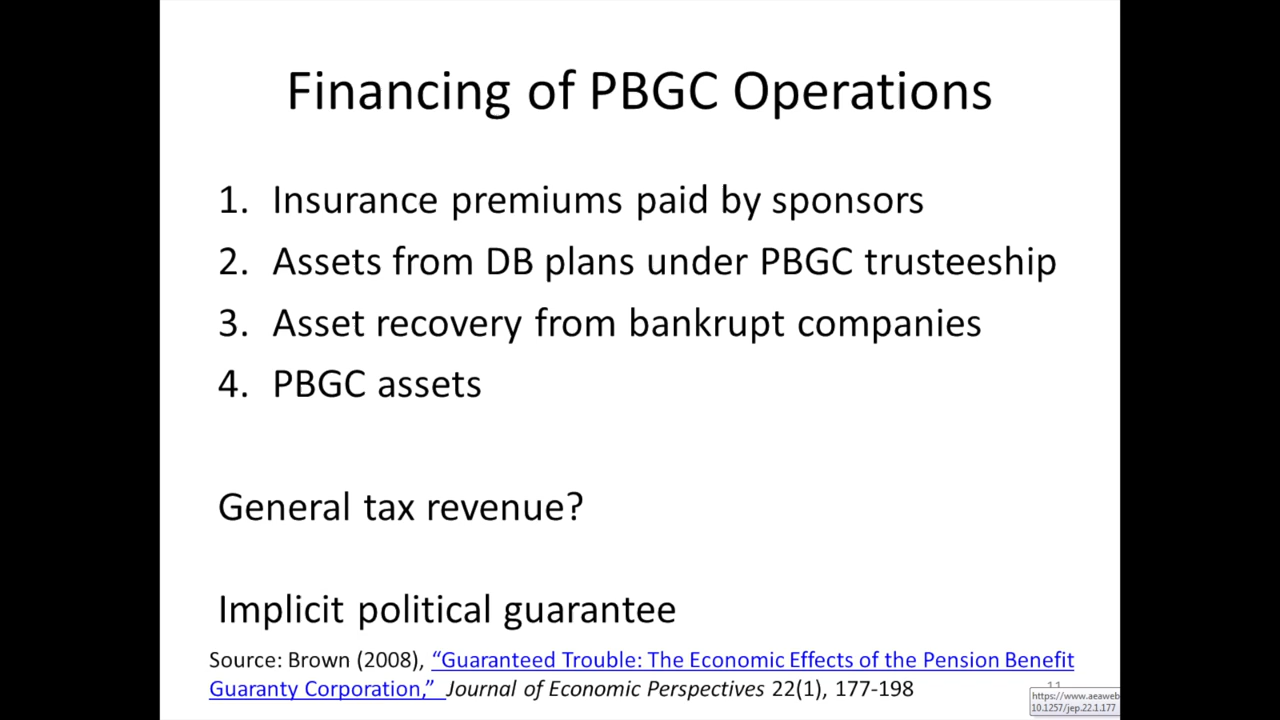 Financing of PBGC Operations
1. Insurance premiums paid by sponsors
2. Assets from DB plans under PBGC trusteeship
3. Asset recovery from bankrupt companies
4. PBGC assets
General tax revenue?
Implicit political guarantee
Source: Brown (2008), “Guaranteed Trouble: The Economic Effects of the Pension Benefit
Guaranty Corporation,” Journal of Economic Perspectives 22(1), 177-198
11
https://www.aeaweb
10.1257/jep.22.1.177